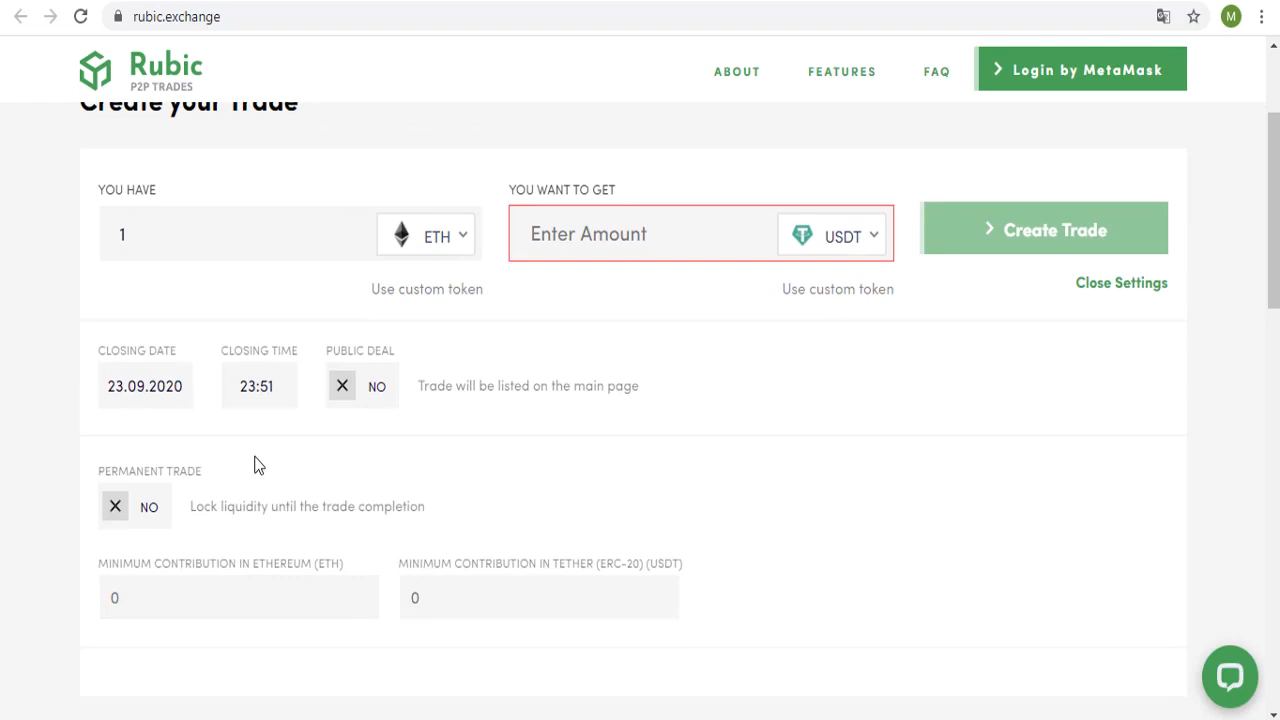 rubic.exchange
M
Rubic
P2P TRADES
ABOUT
FEATURES
FAQ
Login by MetaMask
Create your Trade
YOU HAVE
YOU WANT TO GET
1
ETH
Enter Amount
USDT
Create Trade
Use custom token
Use custom token
Close Settings
CLOSING DATE
CLOSING TIME
PUBLIC DEAL
23.09.2020
23:51
NO
Trade will be listed on the main page
PERMANENT TRADE
NO
Lock liquidity until the trade completion
MINIMUM CONTRIBUTION IN ETHEREUM (ETH)
MINIMUM CONTRIBUTION IN TETHER (ERC-20) (USDT)
0
0